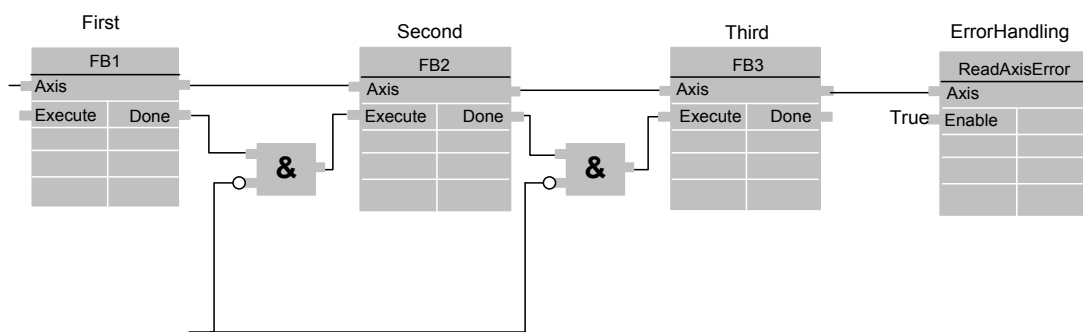 First
Second
Third
ErrorHandling
FB1
FB2
FB3
ReadAxisError
Axis
Axis
Axis
Axis
Execute Done
Execute Done
Execute Done
True Enable
&
&